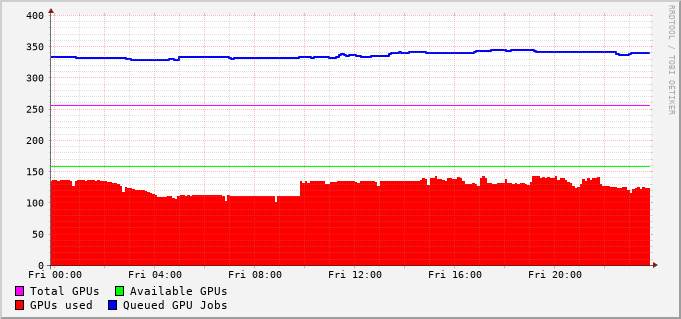 400
350
300
250
200
150
100
50
0
Fri 00:00 Fri 04:00 Fri 08:00 Fri 12:00 Fri 16:00 Fri 20:00
Total GPUs Available GPUs
GPUs used Queued GPU Jobs
RRDTOOL / TOBI OETIKER